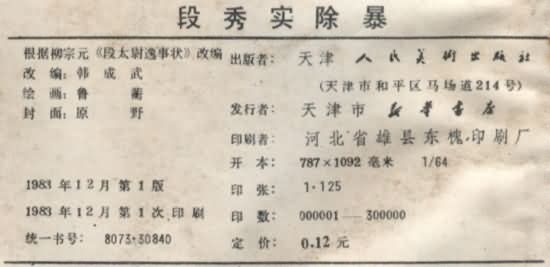 段秀实除暴
根据柳宗元《段太尉逸事状》改编
改编：韩成武
绘画：鲁蕳
封面：原野
1983年12月第1版
1983年12月第1次印刷
统一书号：8073·30840
出版者：天津人民美術出版社
(天津市和平区马场道214号)
发行者：天津市新华书店
印刷者：河北省雄县东槐印刷厂
开本：787×1092毫米 1/64
印张：1·125
印数：000001—300000
定价：0.12元